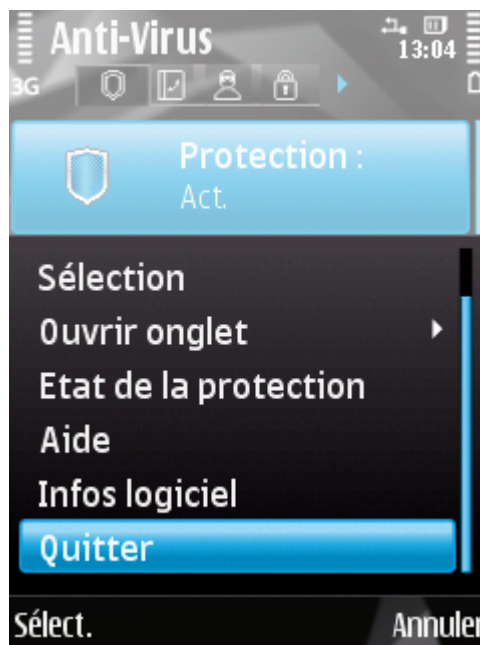 Anti-Virus
13:04
3G
Protection :
Act.
Sélection
Ouvrir onglet
Etat de la protection
Aide
Infos logiciel
Quitter
Sélect.
Annuler